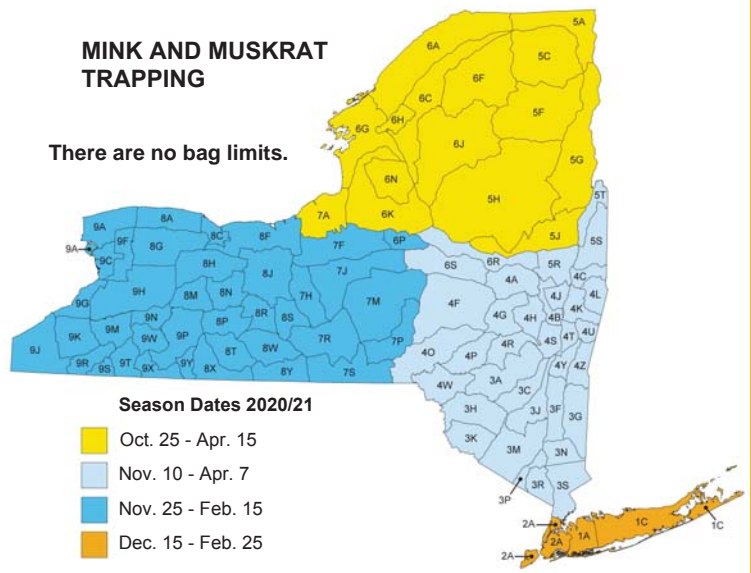 MINK AND MUSKRAT
TRAPPING
There are no bag limits.
5A
6A
5C
6F
6C
5F
6G
6H
6J
5G
6N
5H
5T
7A
6K
5J
5S
9A
8A
8C
8F
7F
6P
9A
9F
8G
9C
6S
6R
5R
8H
7J
4A
4C
8J
9H
8M
8N
7H
7M
4F
4J
4L
9G
4G
4H
4B
4K
9N
8P
8R
8S
9K
9M
9W
9P
7R
7P
4R
4S
4T
4U
9J
8T
8W
4O
4P
4Y
4Z
9R
9S
9T
9X
9Y
8X
8Y
7S
4W
3A
3C
3H
3J
3F
3G
3K
3M
3N
3P
3R
3S
Season Dates 2020/21
Oct. 25 - Apr. 15
Nov. 10 - Apr. 7
Nov. 25 - Feb. 15
Dec. 15 - Feb. 25
2A
2A
1A
1C
1C
2A